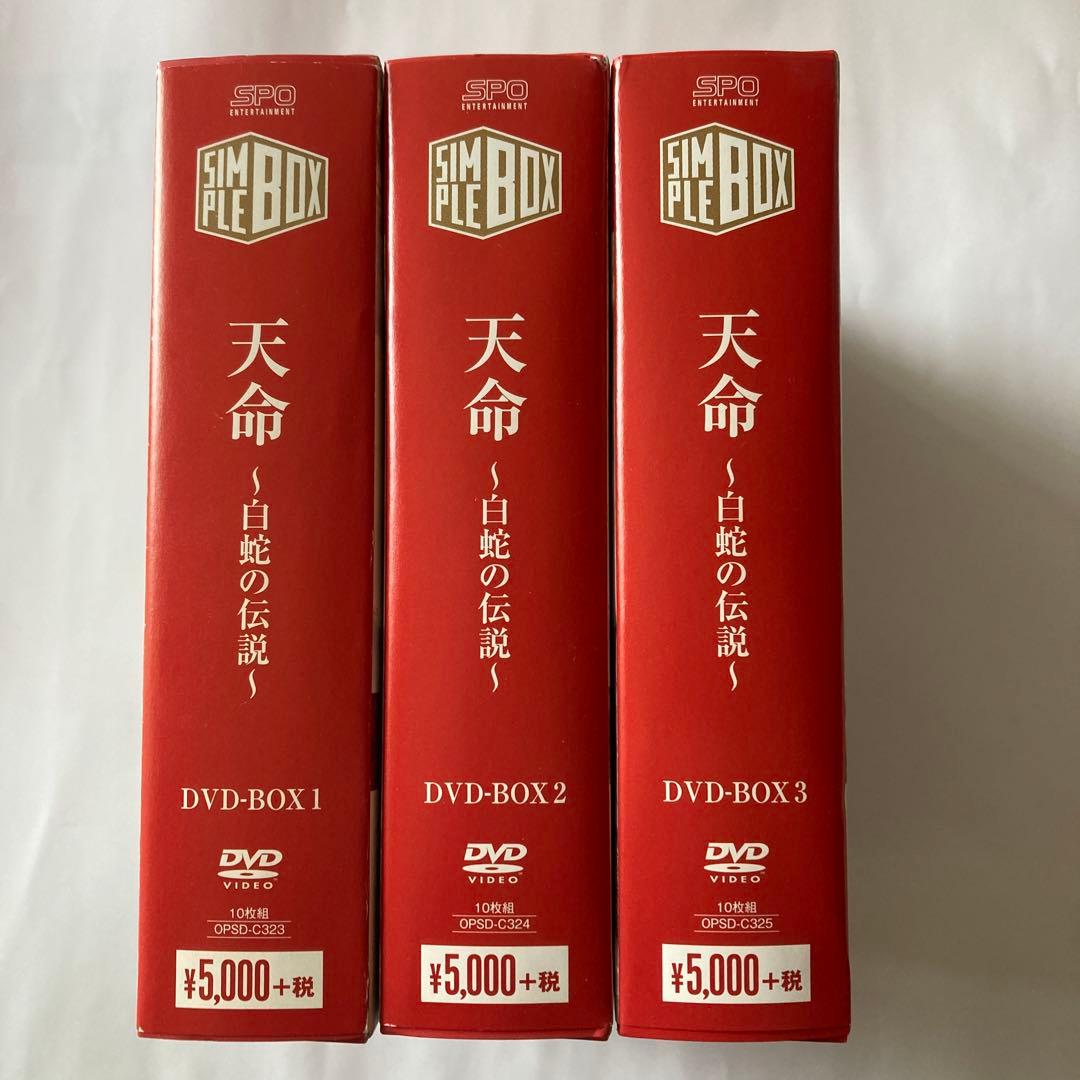 SPO
ENTERTAINMENT
SIMPLE BOX
天命
~白蛇の伝説~
DVD-BOX 1
DVD
VIDEO
10枚組
OPSD-C323
¥5,000+税
SPO
ENTERTAINMENT
SIMPLE BOX
天命
~白蛇の伝説~
DVD-BOX 2
DVD
VIDEO
10枚組
OPSD-C324
¥5,000+税
SPO
ENTERTAINMENT
SIMPLE BOX
天命
~白蛇の伝説~
DVD-BOX 3
DVD
VIDEO
10枚組
OPSD-C325
¥5,000+税